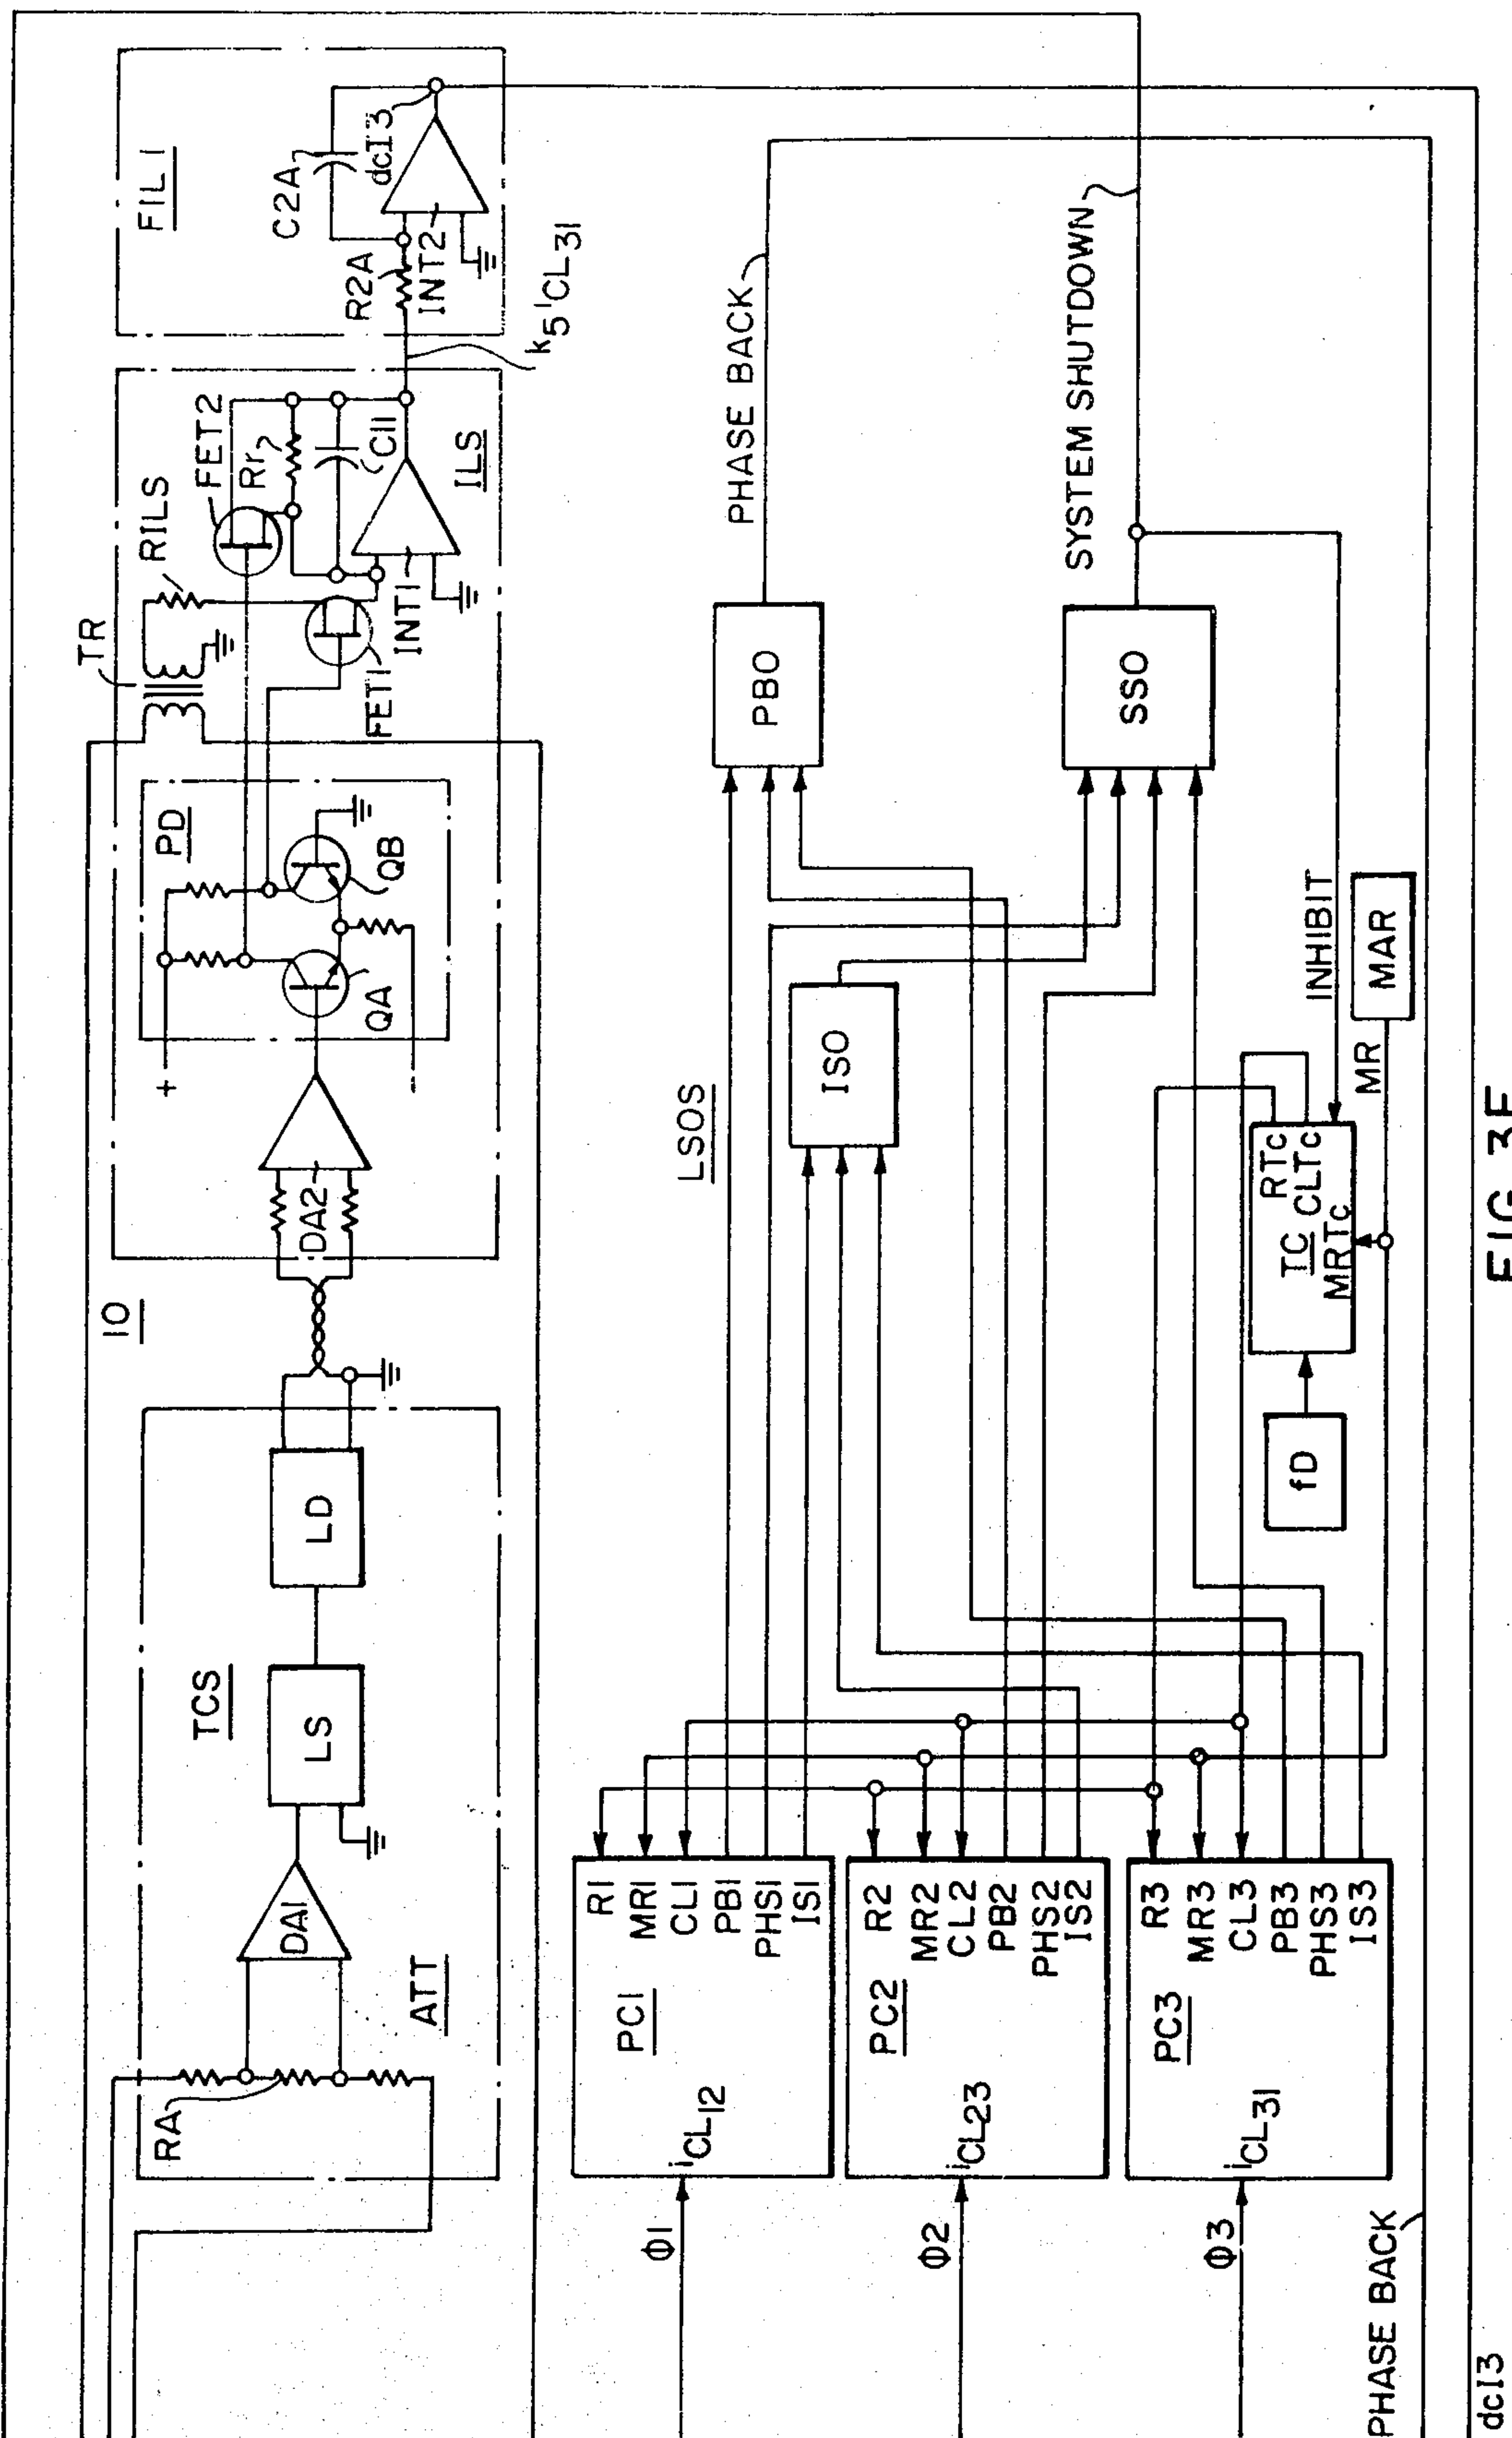 FIL1
C2A
dcI3
R2A
INT2
k5 iCL31
FET2
Rr
C11
ILS
RILS
TR
INT1
FET1
PD
QB
QA
+
-
DA2
10
LD
TCS
LS
DA1
ATT
RA
PHASE BACK
SYSTEM SHUTDOWN
PBO
SSO
INHIBIT
MAR
MR
ISO
LSOS
RTC
CLTC
TC
MRTC
fD
R1
MR1
CL1
PB1
PHS1
IS1
PC1
iCL12
Φ1
R2
MR2
CL2
PB2
PHS2
IS2
PC2
iCL23
Φ2
R3
MR3
CL3
PB3
PHS3
IS3
PC3
iCL31
Φ3
PHASE BACK
dcI3